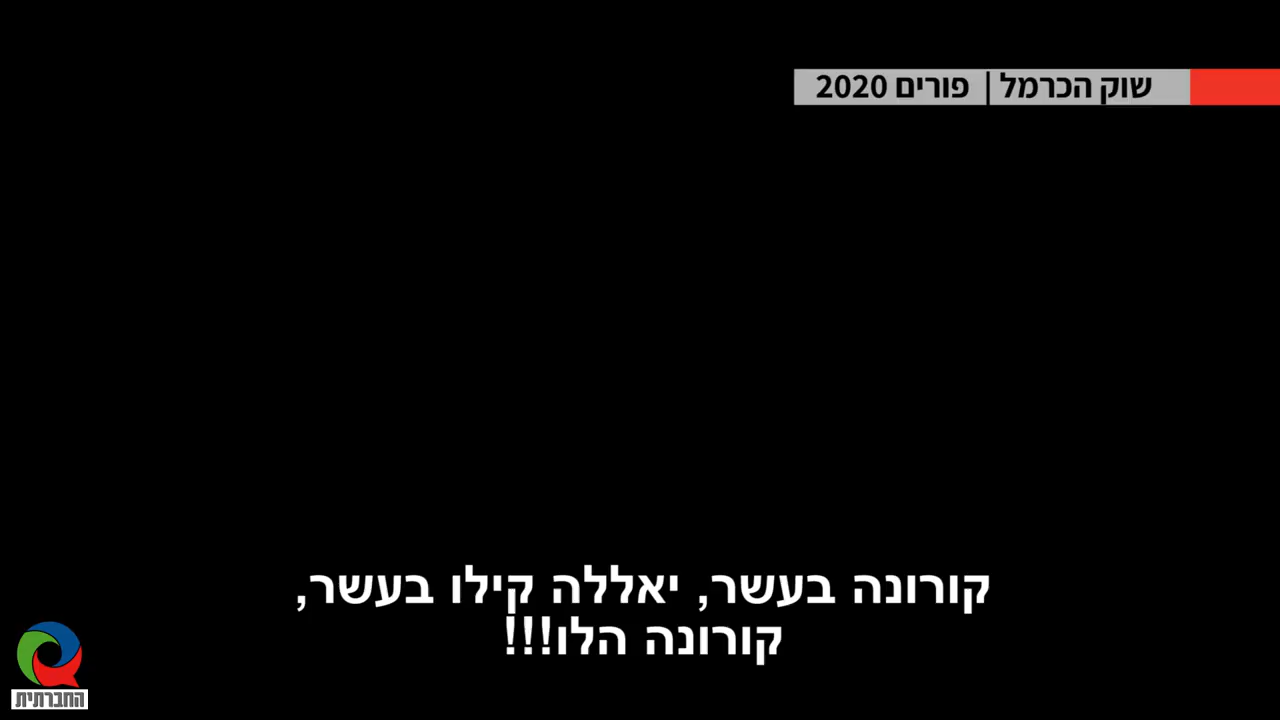 שוק הכרמל | פורים 2020
קורונה בעשר, יאללה קילו בעשר,
קורונה הלו!!!
החברתית